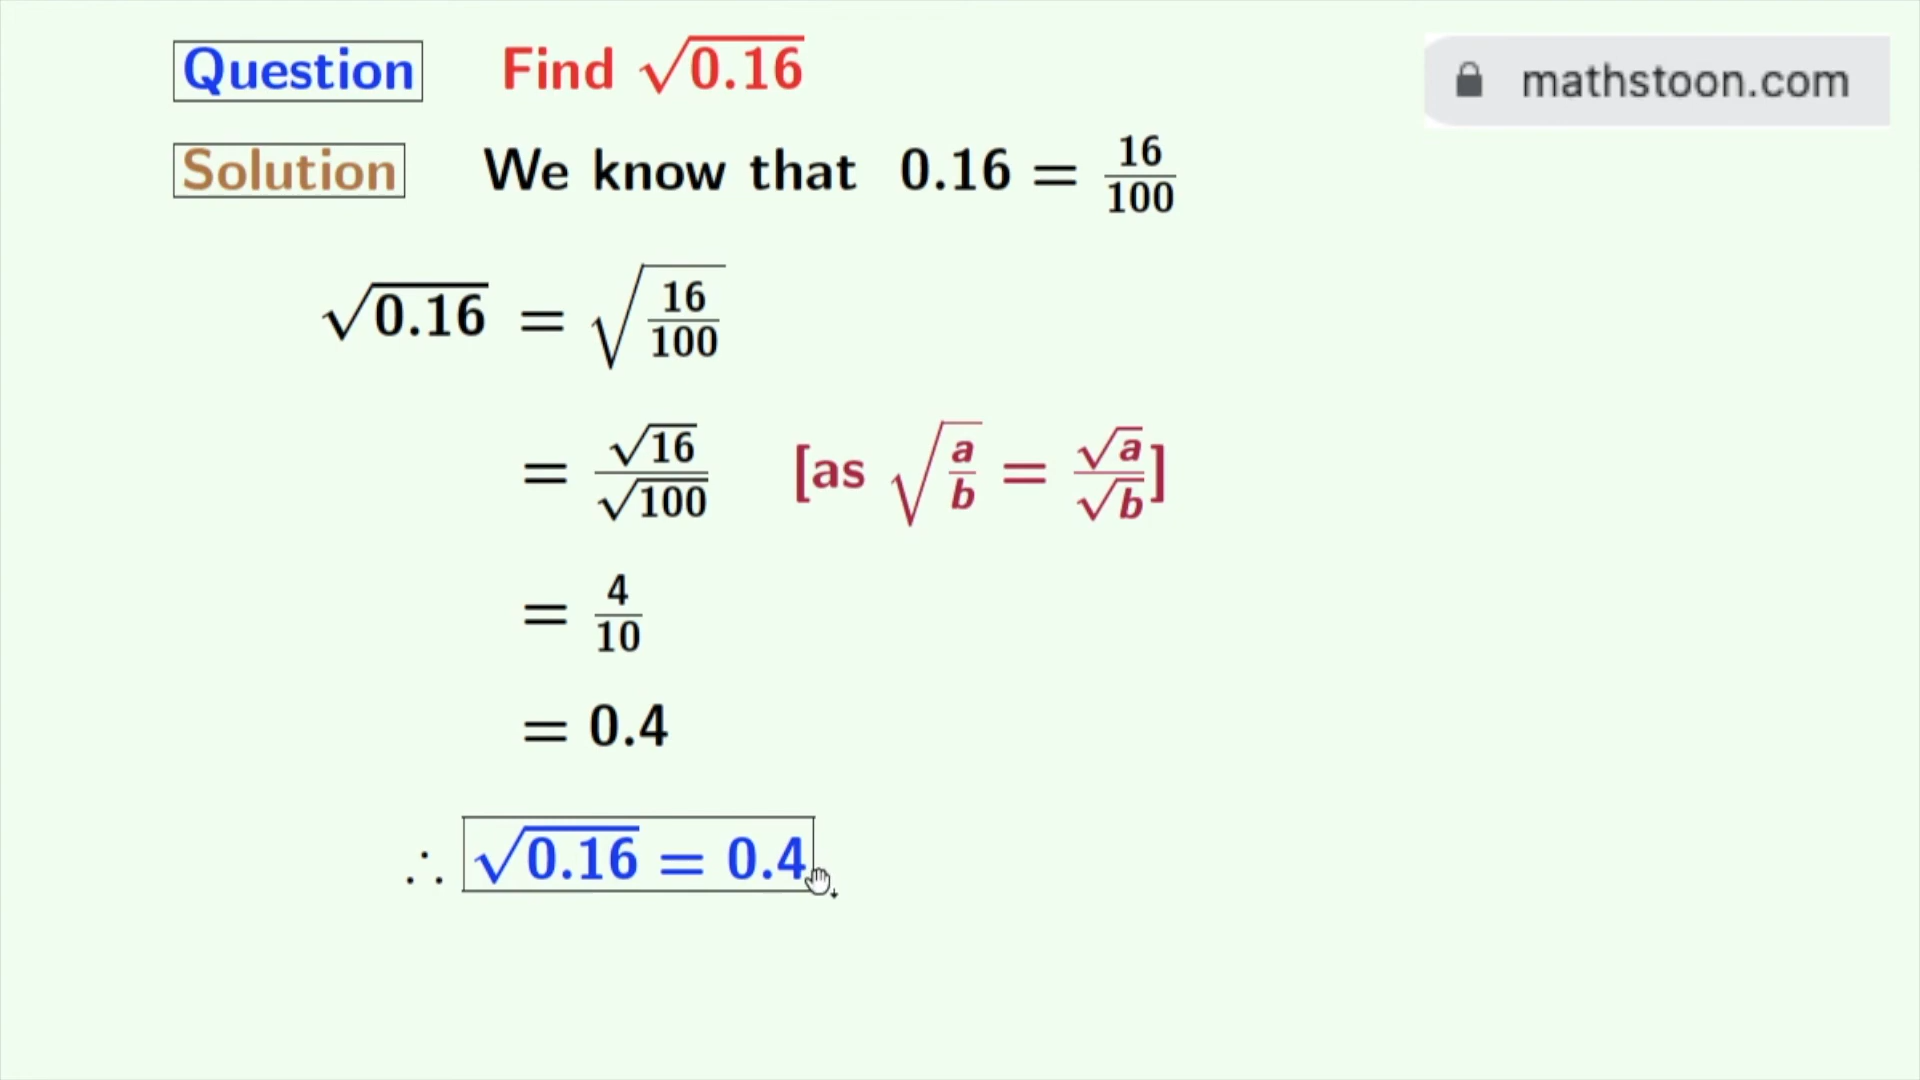 Question Find √0.16
mathstoon.com
Solution We know that 0.16 = 16/100
√0.16 = √(16/100)
= √16/√100 [as √(a/b) = √a/√b]
= 4/10
= 0.4
∴ √0.16 = 0.4